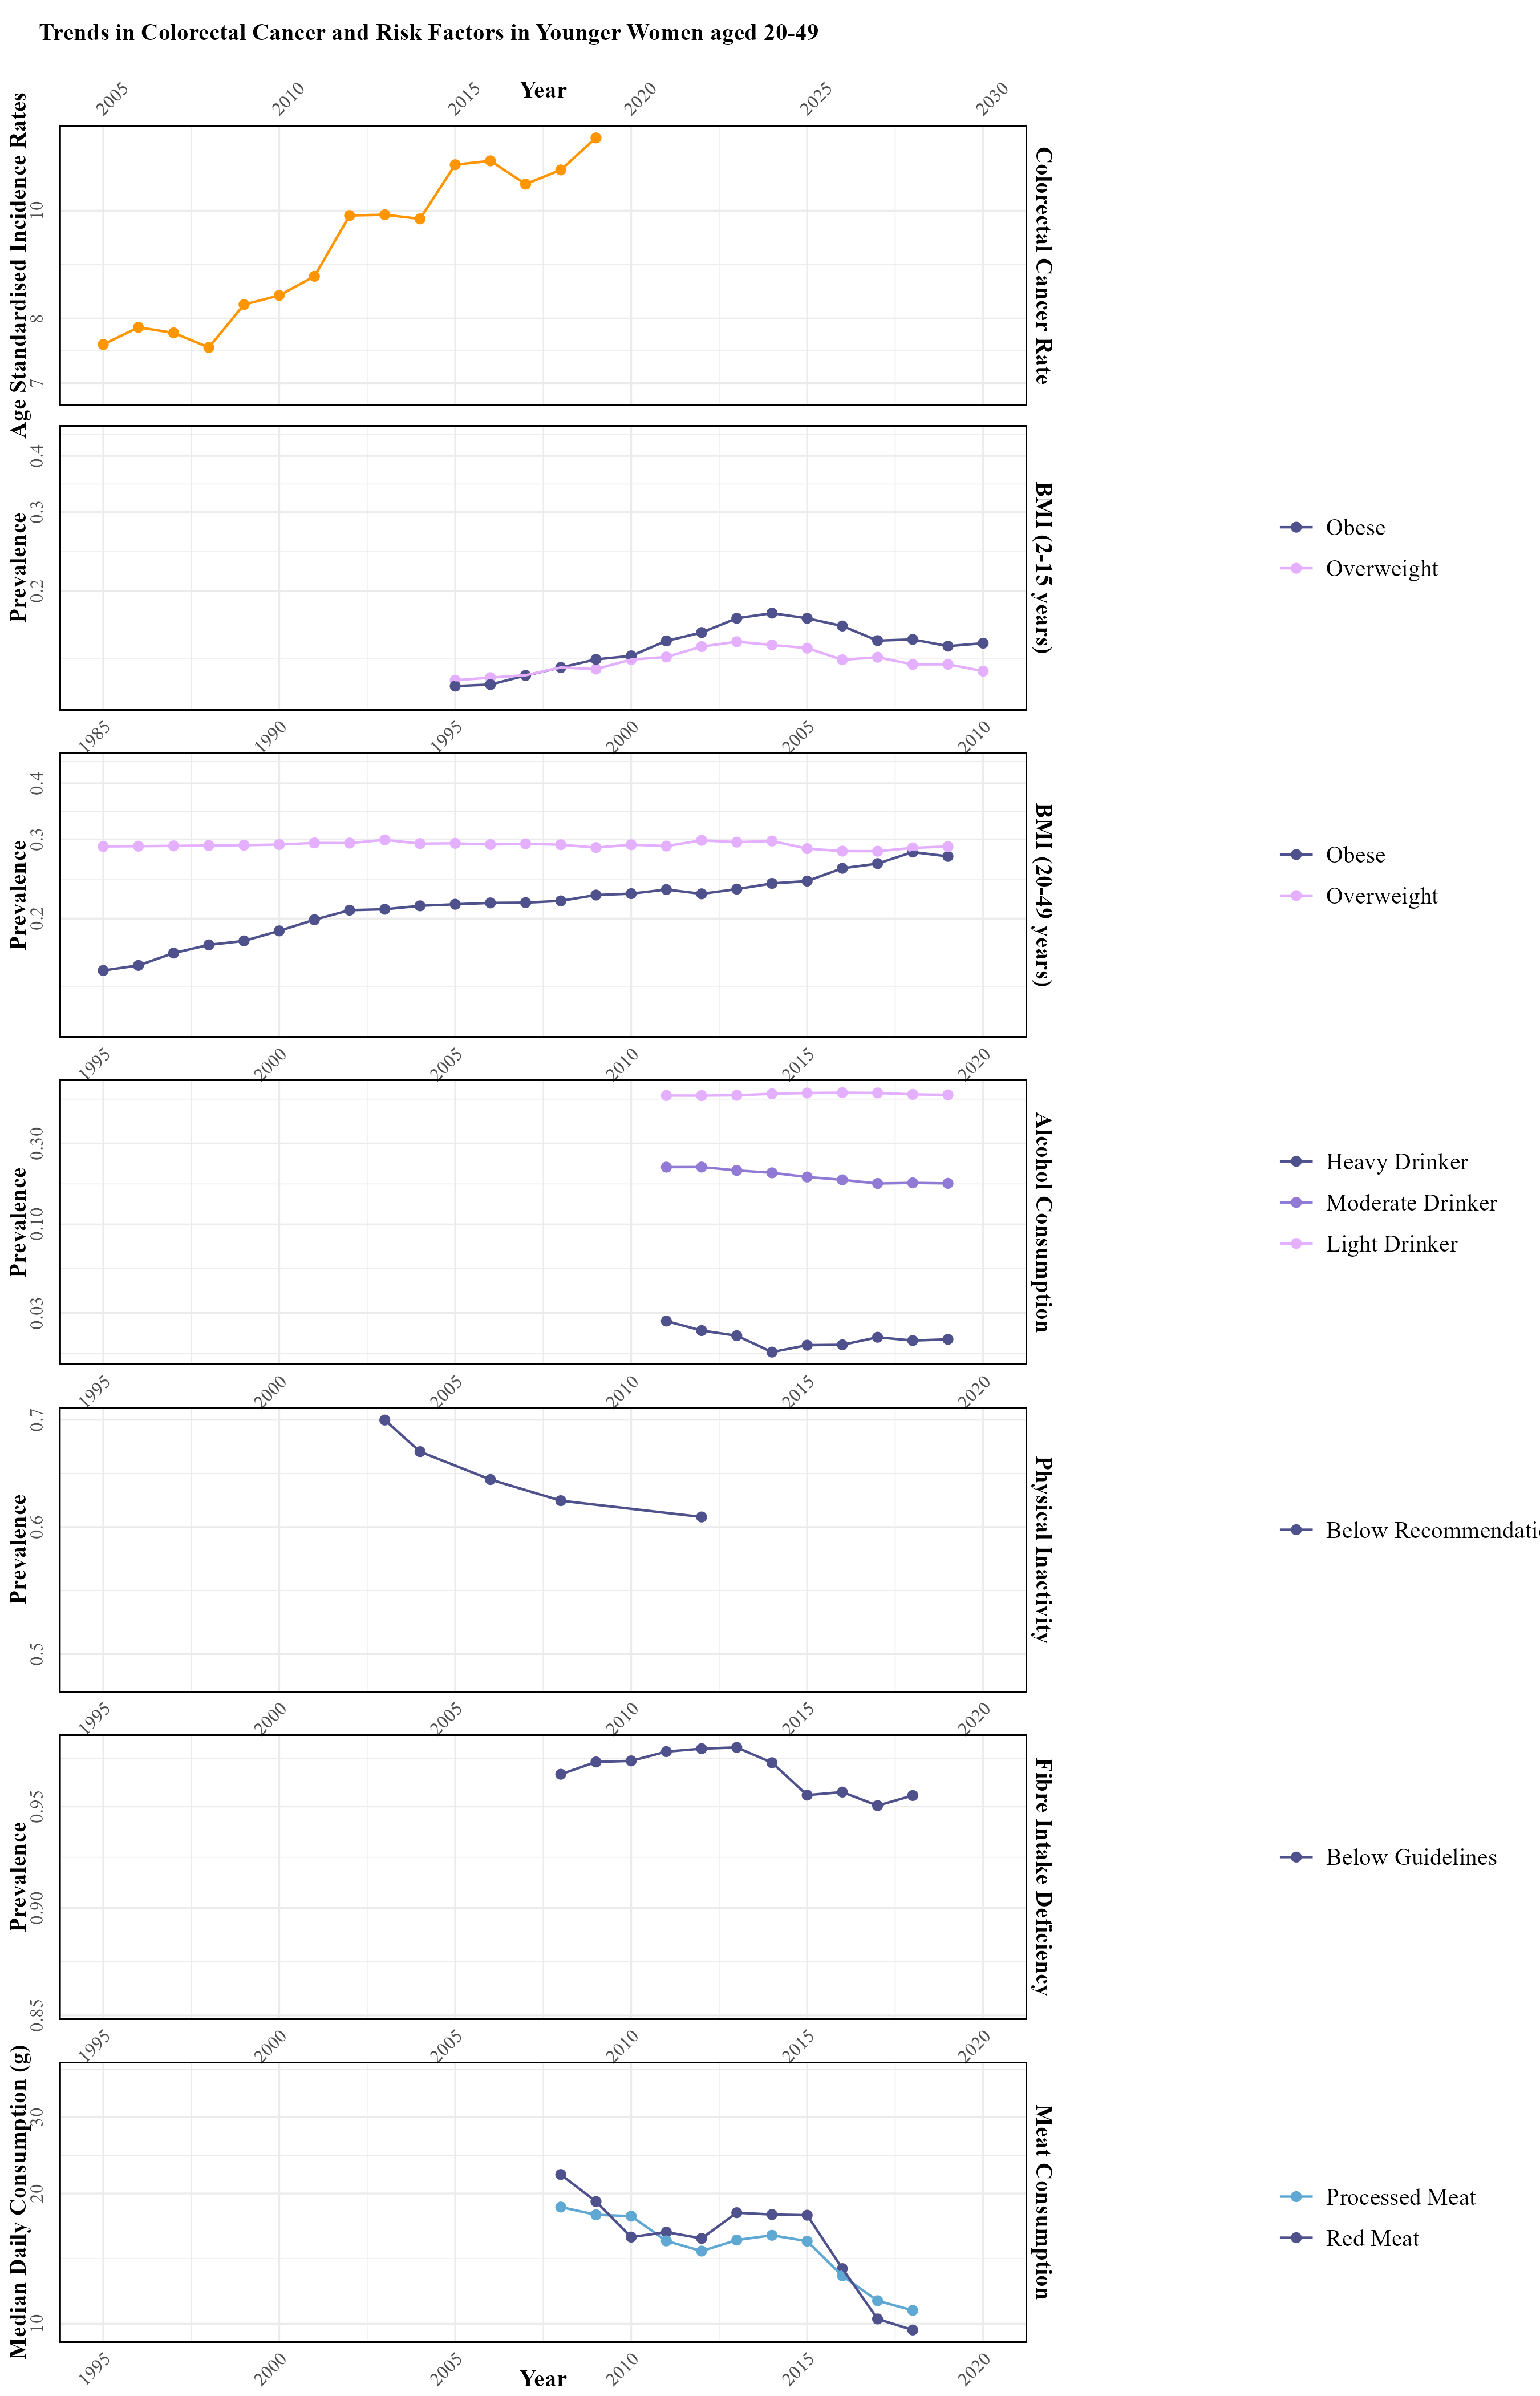 Trends in Colorectal Cancer and Risk Factors in Younger Women aged 20-49
Year
2005 2010 2015 2020 2025 2030
Age Standardised Incidence Rates
10
8
7
Colorectal Cancer Rate
Prevalence
0.4
0.3
0.2
BMI (2-15 years)
Obese
Overweight
1985 1990 1995 2000 2005 2010
Prevalence
0.4
0.3
0.2
BMI (20-49 years)
Obese
Overweight
1995 2000 2005 2010 2015 2020
Prevalence
0.30
0.10
0.03
Alcohol Consumption
Heavy Drinker
Moderate Drinker
Light Drinker
1995 2000 2005 2010 2015 2020
Prevalence
0.7
0.6
0.5
Physical Inactivity
Below Recommendati
1995 2000 2005 2010 2015 2020
Prevalence
0.95
0.90
0.85
Fibre Intake Deficiency
Below Guidelines
1995 2000 2005 2010 2015 2020
Median Daily Consumption (g)
30
20
10
Meat Consumption
Processed Meat
Red Meat
1995 2000 2005 2010 2015 2020
Year